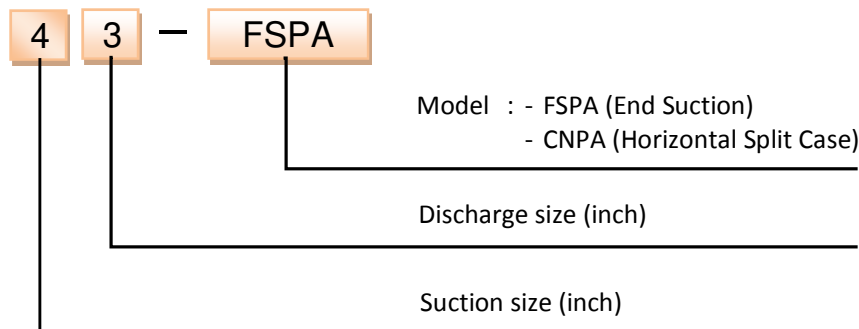 4 3 – FSPA
Model : - FSPA (End Suction)
- CNPA (Horizontal Split Case)
Discharge size (inch)
Suction size (inch)